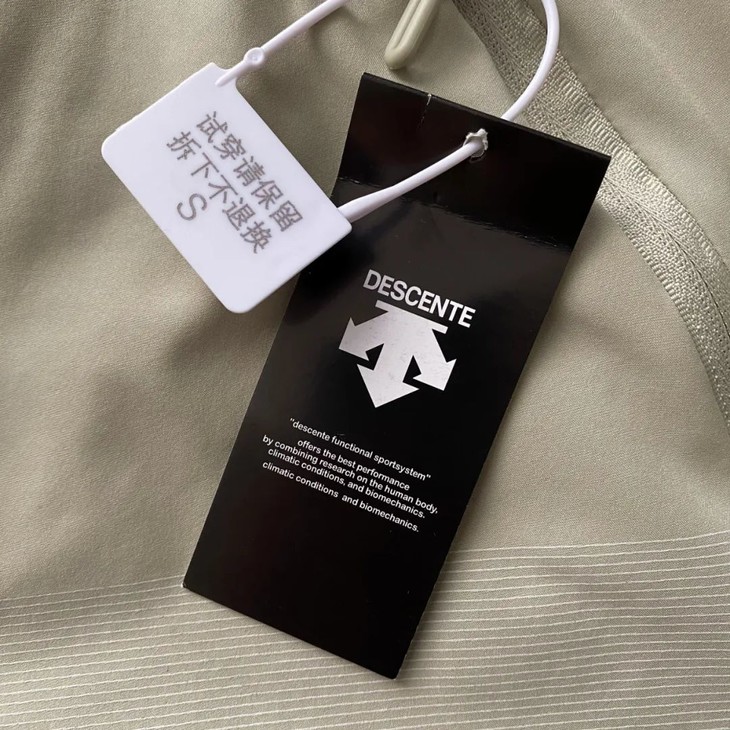 试穿请保留
拆下不退换
S
DESCENTE
"descente functional sportsystem"
offers the best performance
by combining research on the human body.
climatic conditions, and biomechanics.
climatic conditions and biomechanics.